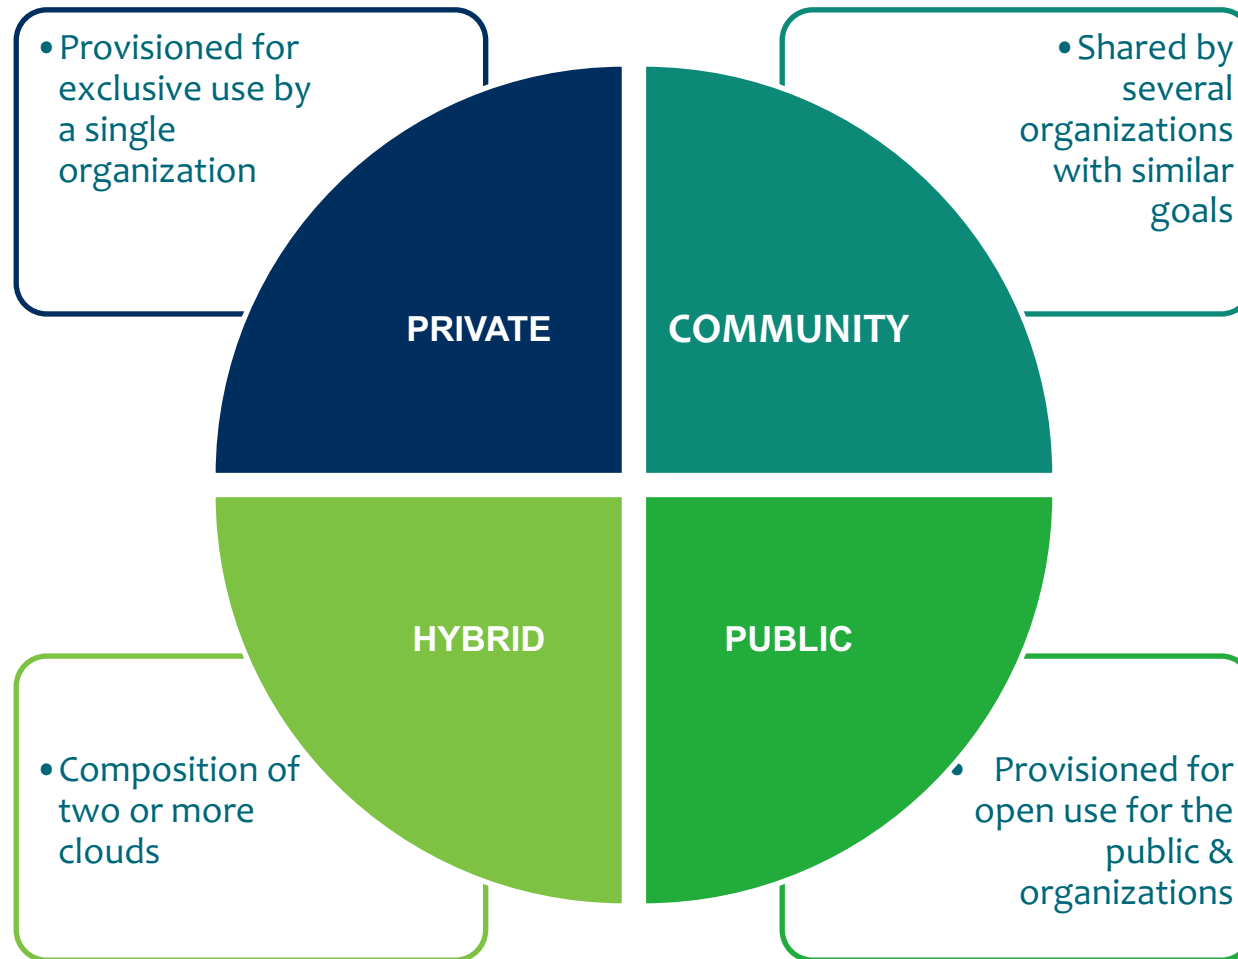 • Provisioned for
exclusive use by
a single
organization
• Shared by
several
organizations
with similar
goals
PRIVATE
COMMUNITY
HYBRID
PUBLIC
• Composition of
two or more
clouds
• Provisioned for
open use for the
public &
organizations